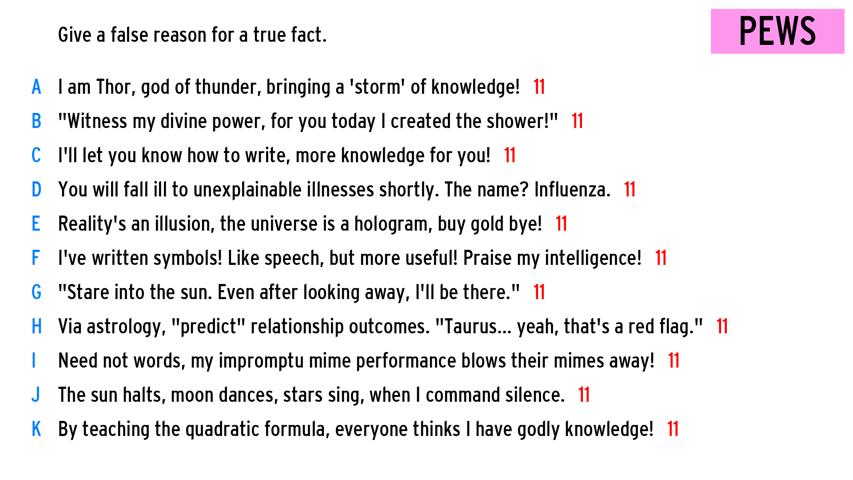 Give a false reason for a true fact.
PEWS
A I am Thor, god of thunder, bringing a 'storm' of knowledge! 11
B "Witness my divine power, for you today I created the shower!" 11
C I'll let you know how to write, more knowledge for you! 11
D You will fall ill to unexplainable illnesses shortly. The name? Influenza. 11
E Reality's an illusion, the universe is a hologram, buy gold bye! 11
F I've written symbols! Like speech, but more useful! Praise my intelligence! 11
G "Stare into the sun. Even after looking away, I'll be there." 11
H Via astrology, "predict" relationship outcomes. "Taurus... yeah, that's a red flag." 11
I Need not words, my impromptu mime performance blows their mimes away! 11
J The sun halts, moon dances, stars sing, when I command silence. 11
K By teaching the quadratic formula, everyone thinks I have godly knowledge! 11